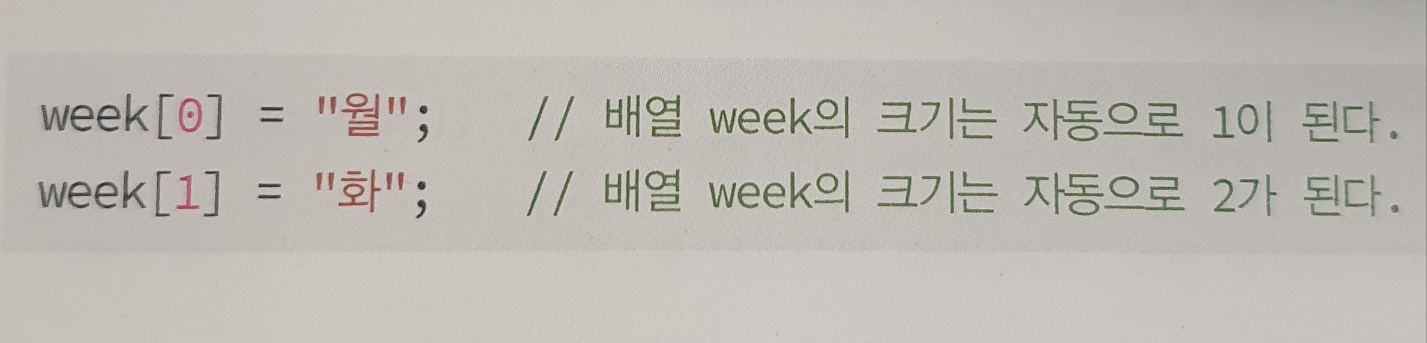 week[0] = "월";   // 배열 week의 크기는 자동으로 1이 된다.
week[1] = "화";   // 배열 week의 크기는 자동으로 2가 된다.